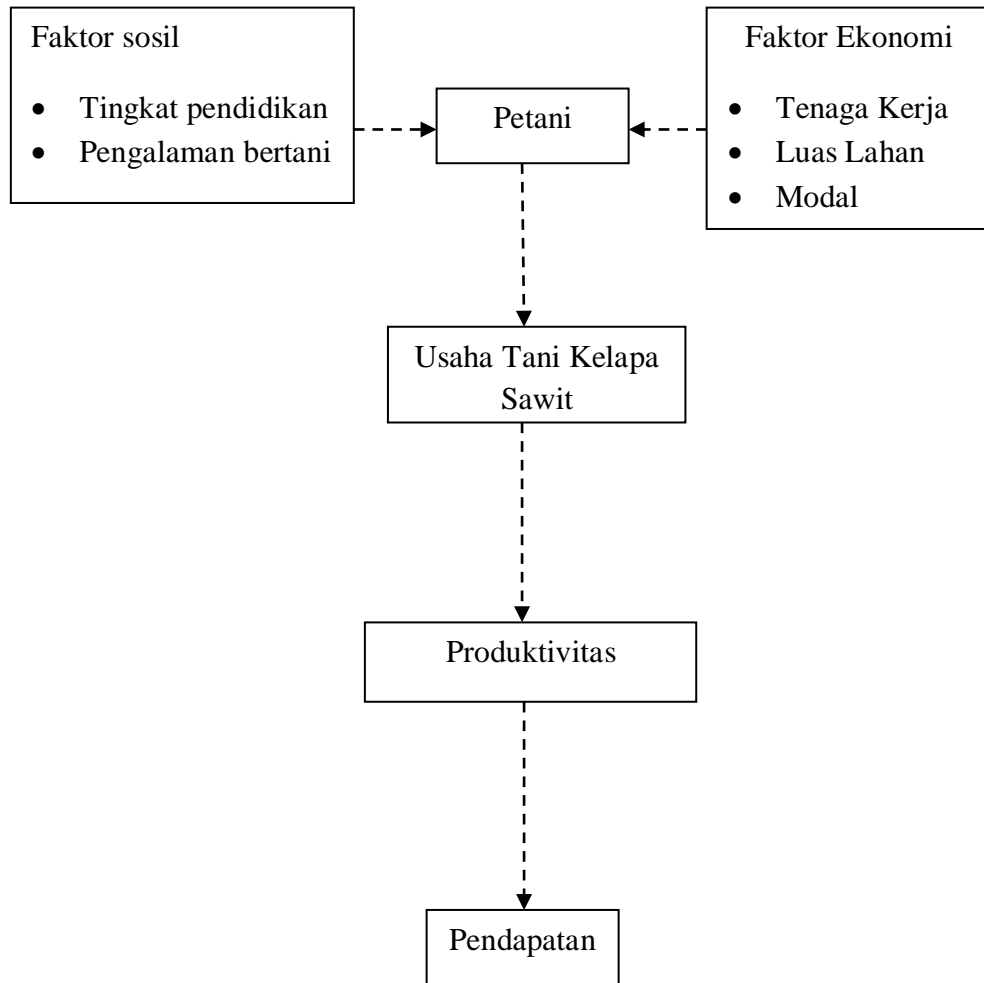 Faktor sosil
• Tingkat pendidikan
• Pengalaman bertani
Petani
Faktor Ekonomi
• Tenaga Kerja
• Luas Lahan
• Modal
Usaha Tani Kelapa
Sawit
Produktivitas
Pendapatan